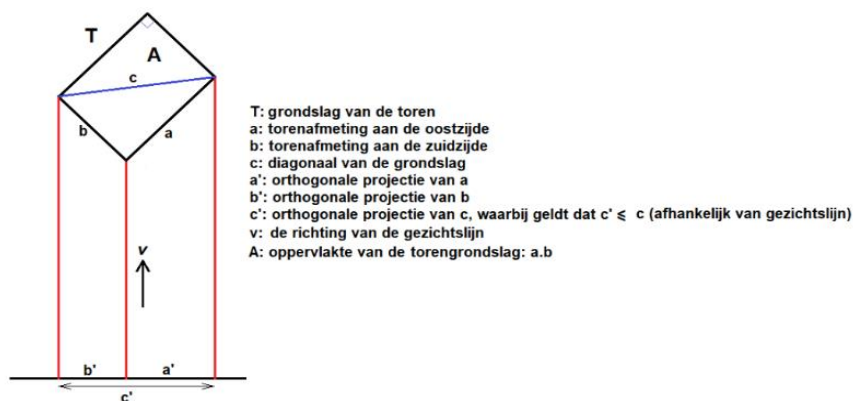 T
A
c
b
a
T: grondslag van de toren
a: torenafmeting aan de oostzijde
b: torenafmeting aan de zuidzijde
c: diagonaal van de grondslag
a': orthogonale projectie van a
b': orthogonale projectie van b
c': orthogonale projectie van c, waarbij geldt dat c' ⩽ c (afhankelijk van gezichtslijn)
v: de richting van de gezichtslijn
A: oppervlakte van de torengrondslag: a.b
v
b'
a'
c'